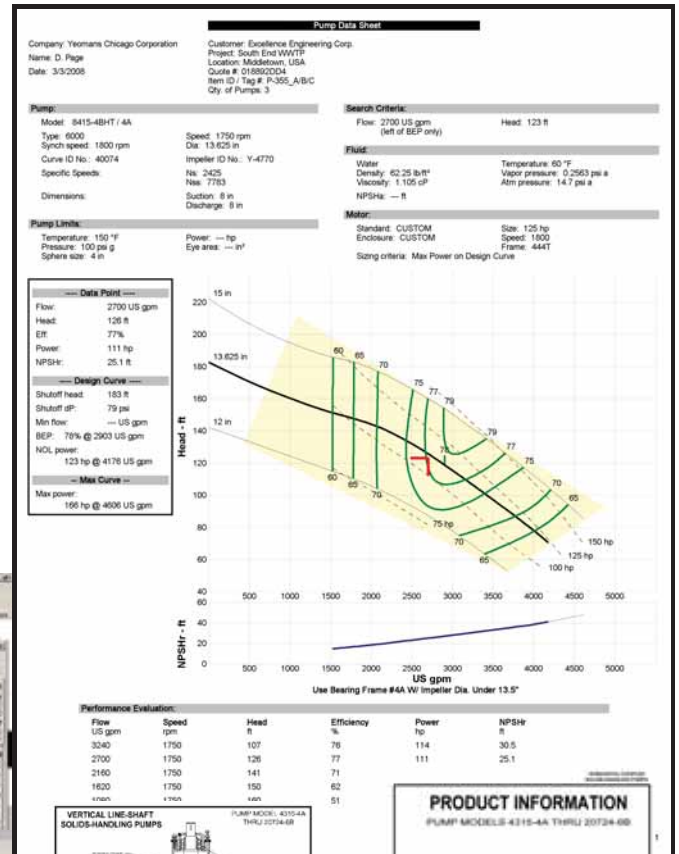 Pump Data Sheet
Company: Yeomans Chicago Corporation
Name: D. Page
Date: 3/3/2008
Customer: Excellence Engineering Corp.
Project: South End WWTP
Location: Middletown, USA
Quote #: 018892DD4
Item ID / Tag #: P-355_A/B/C
Qty. of Pumps: 3
Pump:
Model: 8415-4BHT / 4A
Type: 6000
Synch speed: 1800 rpm
Speed: 1750 rpm
Dia: 13.625 in
Curve ID No.: 40074
Impeller ID No.: Y-4770
Specific Speeds:
Ns: 2425
Nss: 7783
Dimensions:
Suction: 8 in
Discharge: 8 in
Pump Limits:
Temperature: 150 °F
Pressure: 100 psi g
Sphere size: 4 in
Power: --- hp
Eye area: --- in²
Search Criteria:
Flow: 2700 US gpm
(left of BEP only)
Head: 123 ft
Fluid:
Water
Density: 62.25 lb/ft³
Viscosity: 1.105 cP
Temperature: 60 °F
Vapor pressure: 0.2563 psi a
Atm pressure: 14.7 psi a
NPSHa: --- ft
Motor:
Standard: CUSTOM
Enclosure: CUSTOM
Size: 125 hp
Speed: 1800
Frame: 444T
Sizing criteria: Max Power on Design Curve
---- Data Point ----
Flow: 2700 US gpm
Head: 126 ft
Eff: 77%
Power: 111 hp
NPSHr: 25.1 ft
---- Design Curve ----
Shutoff head: 183 ft
Shutoff dP: 79 psi
Min flow: --- US gpm
BEP: 78% @ 2903 US gpm
NOL power:
123 hp @ 4176 US gpm
-- Max Curve --
Max power:
166 hp @ 4606 US gpm
Head - ft
220
200
180
160
140
120
100
80
60
40
15 in
13.625 in
12 in
60 65 70 75 77 79
79 77 75 70 65
78
60 65 70
75 hp
70
65
100 hp
125 hp
150 hp
500 1000 1500 2000 2500 3000 3500 4000 4500 5000
NPSHr - ft
60
40
20
0
500 1000 1500 2000 2500 3000 3500 4000 4500 5000
US gpm
Use Bearing Frame #4A W/ Impeller Dia. Under 13.5"
Performance Evaluation:
Flow Speed Head Efficiency Power NPSHr
US gpm rpm ft % hp ft
3240 1750 107 76 114 30.5
2700 1750 126 77 111 25.1
2160 1750 141 71
1620 1750 150 62
1080 1750 160 51
VERTICAL LINE-SHAFT
SOLIDS-HANDLING PUMPS
PUMP MODEL: 4315-4A
THRU 20724-6B
PRODUCT INFORMATION
PUMP MODELS 4315-4A THRU 20724-6B
1